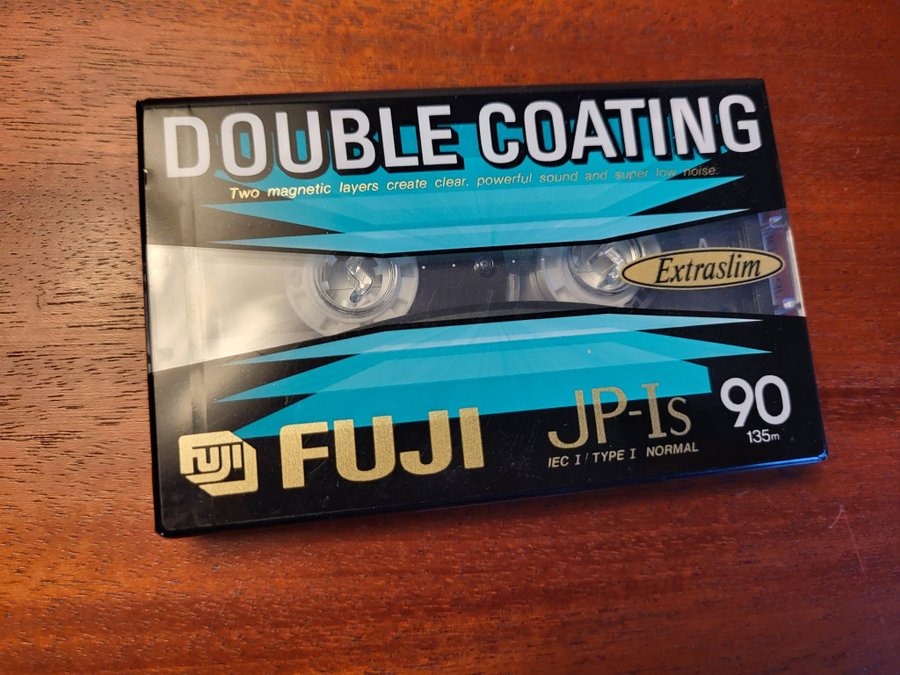 DOUBLE COATING
Two magnetic layers create clear, powerful sound and super low noise.
A
Extraslim
FUJI
FUJI
JP-Is
IEC I / TYPE I NORMAL
90
135m